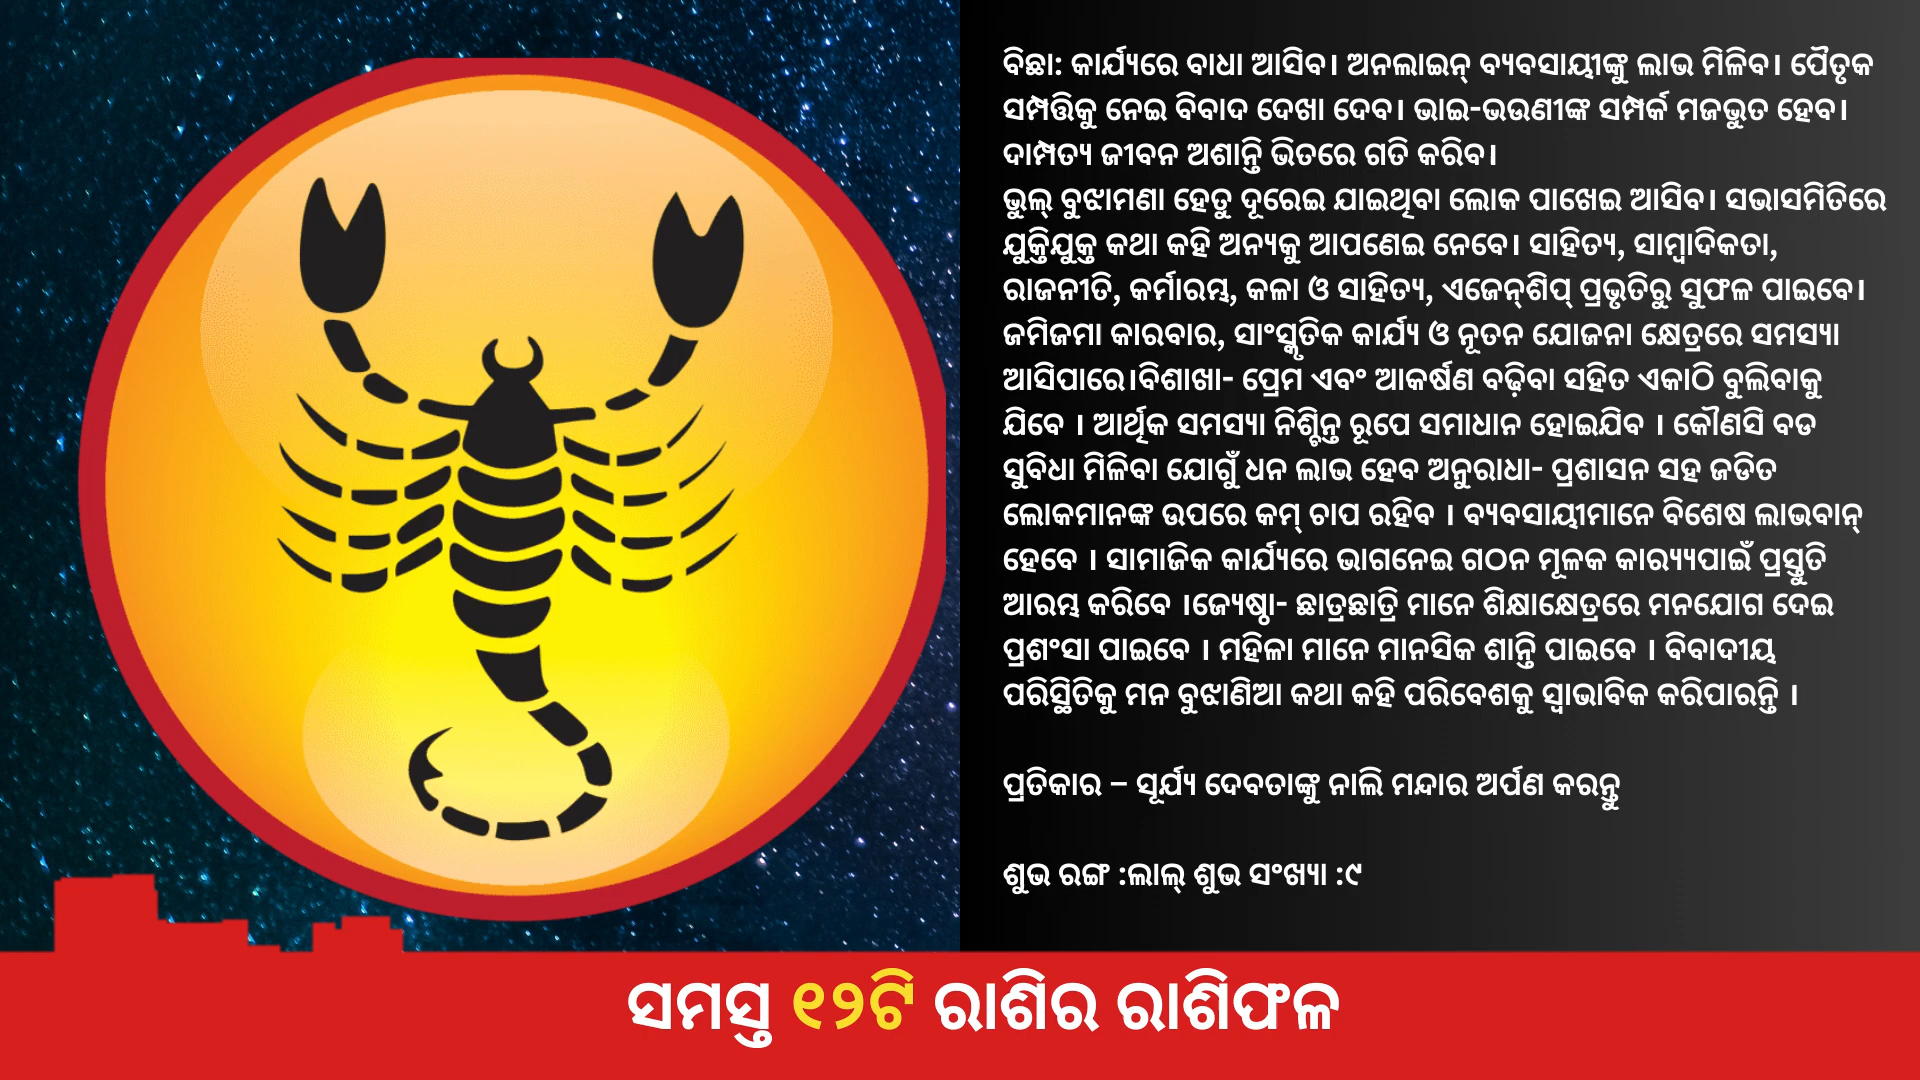 ବିଛା: କାର୍ଯ୍ୟରେ ବାଧା ଆସିବ। ଅନଲାଇନ୍ ବ୍ୟବସାୟୀଙ୍କୁ ଲାଭ ମିଳିବ। ପୈତୃକ
ସମ୍ପତ୍ତିକୁ ନେଇ ବିବାଦ ଦେଖା ଦେବ। ଭାଇ-ଭଉଣୀଙ୍କ ସମ୍ପର୍କ ମଜଭୁତ ହେବ।
ଦାମ୍ପତ୍ୟ ଜୀବନ ଅଶାନ୍ତି ଭିତରେ ଗତି କରିବ।
ଭୁଲ୍ ବୁଝାମଣା ହେତୁ ଦୂରେଇ ଯାଇଥିବା ଲୋକ ପାଖେଇ ଆସିବ। ସଭାସମିତିରେ
ଯୁକ୍ତିଯୁକ୍ତ କଥା କହି ଅନ୍ୟକୁ ଆପଣେଇ ନେବେ। ସାହିତ୍ୟ, ସାମ୍ବାଦିକତା,
ରାଜନୀତି, କର୍ମାରମ୍ଭ, କଳା ଓ ସାହିତ୍ୟ, ଏଜେନ୍‌ଶିପ୍ ପ୍ରଭୃତିରୁ ସୁଫଳ ପାଇବେ।
ଜମିଜମା କାରବାର, ସାଂସ୍କୃତିକ କାର୍ଯ୍ୟ ଓ ନୂତନ ଯୋଜନା କ୍ଷେତ୍ରରେ ସମସ୍ୟା
ଆସିପାରେ।ବିଶାଖା- ପ୍ରେମ ଏବଂ ଆକର୍ଷଣ ବଢ଼ିବା ସହିତ ଏକାଠି ବୁଲିବାକୁ
ଯିବେ । ଆର୍ଥିକ ସମସ୍ୟା ନିଶ୍ଚିନ୍ତ ରୂପେ ସମାଧାନ ହୋଇଯିବ । କୌଣସି ବଡ
ସୁବିଧା ମିଳିବା ଯୋଗୁଁ ଧନ ଲାଭ ହେବ ଅନୁରାଧା- ପ୍ରଶାସନ ସହ ଜଡିତ
ଲୋକମାନଙ୍କ ଉପରେ କମ୍ ଚାପ ରହିବ । ବ୍ୟବସାୟୀମାନେ ବିଶେଷ ଲାଭବାନ୍
ହେବେ । ସାମାଜିକ କାର୍ଯ୍ୟରେ ଭାଗନେଇ ଗଠନ ମୂଳକ କାର‌୍ୟ୍ୟପାଇଁ ପ୍ରସ୍ତୁତି
ଆରମ୍ଭ କରିବେ ।ଜ୍ୟେଷ୍ଠା- ଛାତ୍ରଛାତ୍ରି ମାନେ ଶିକ୍ଷାକ୍ଷେତ୍ରରେ ମନଯୋଗ ଦେଇ
ପ୍ରଶଂସା ପାଇବେ । ମହିଳା ମାନେ ମାନସିକ ଶାନ୍ତି ପାଇବେ । ବିବାଦୀୟ
ପରିସ୍ଥିତିକୁ ମନ ବୁଝାଣିଆ କଥା କହି ପରିବେଶକୁ ସ୍ୱାଭାବିକ କରିପାରନ୍ତି ।
ପ୍ରତିକାର – ସୂର୍ଯ୍ୟ ଦେବତାଙ୍କୁ ନାଲି ମନ୍ଦାର ଅର୍ପଣ କରନ୍ତୁ
ଶୁଭ ରଙ୍ଗ :ଲାଲ୍ ଶୁଭ ସଂଖ୍ୟା :୯
ସମସ୍ତ ୧୨ଟି ରାଶିର ରାଶିଫଳ